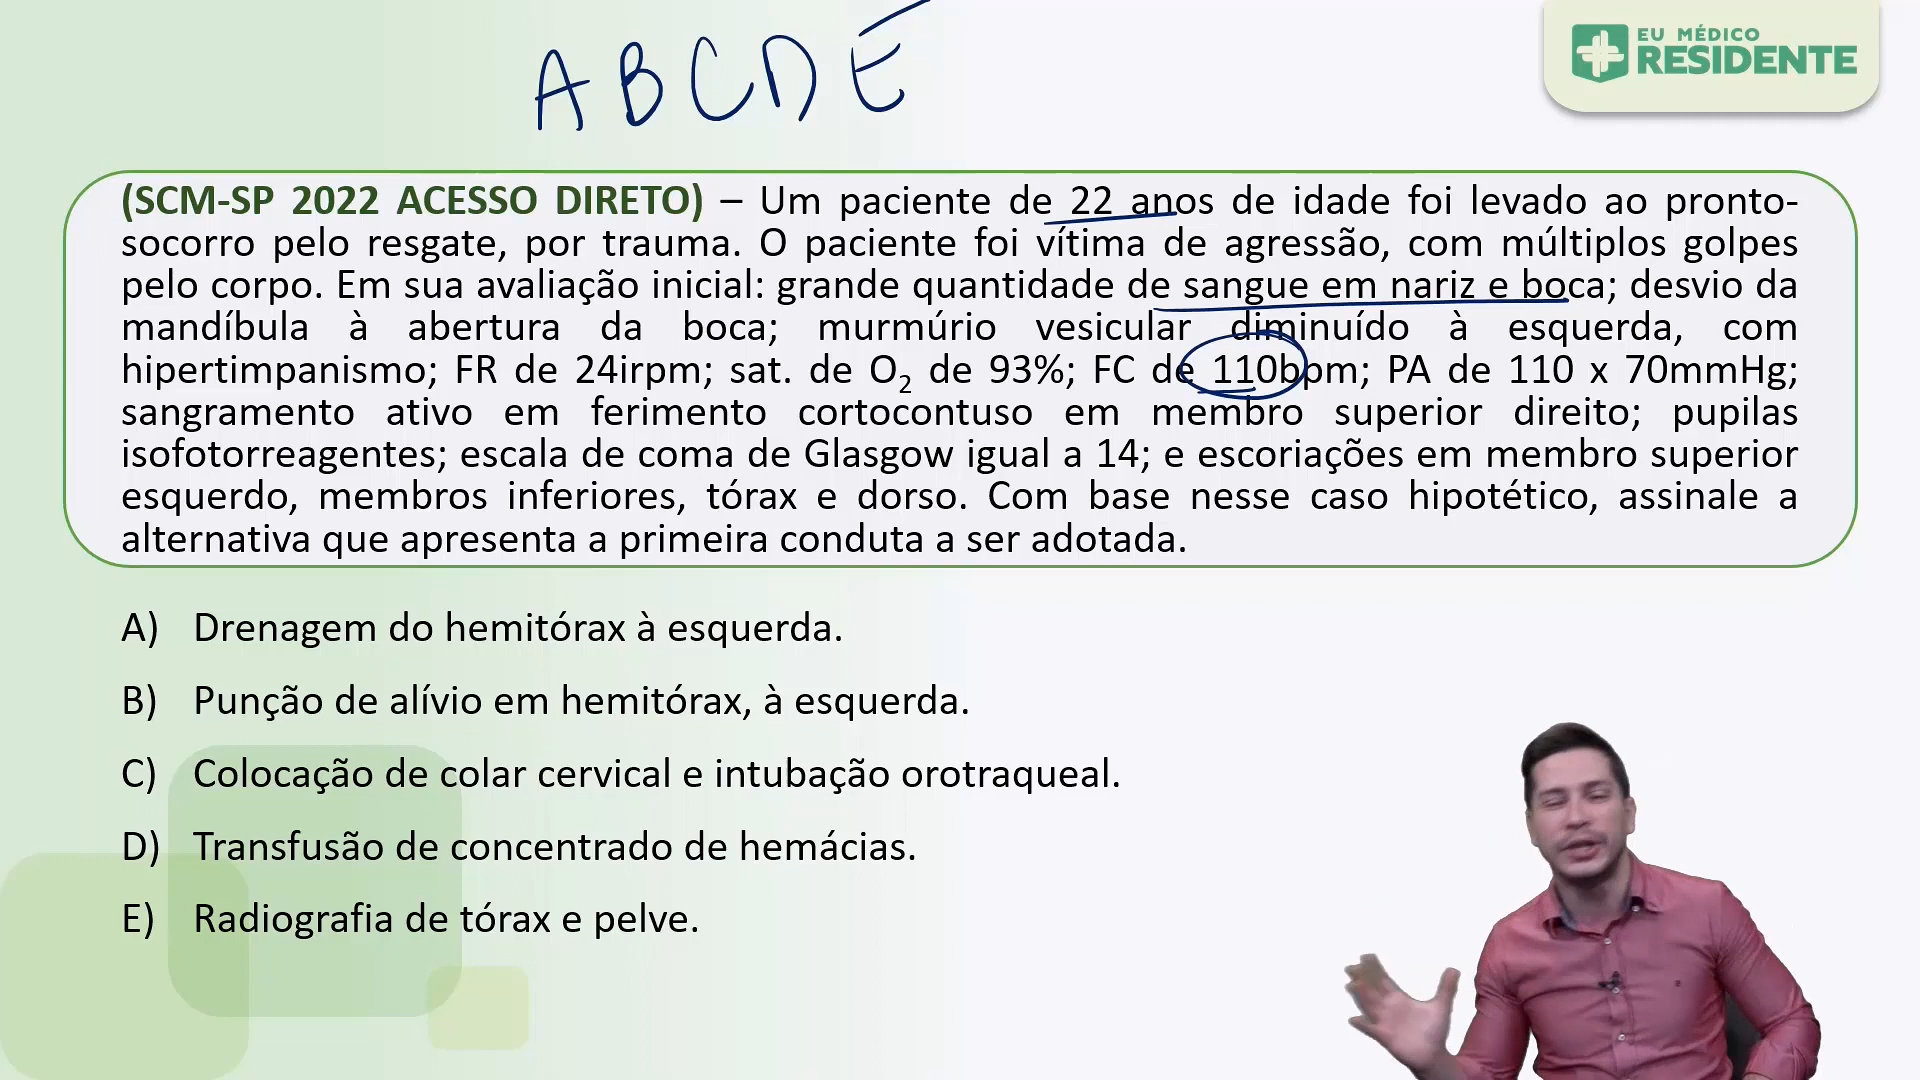 ABCDE
EU MÉDICO
RESIDENTE
(SCM-SP 2022 ACESSO DIRETO) – Um paciente de 22 anos de idade foi levado ao pronto-
socorro pelo resgate, por trauma. O paciente foi vítima de agressão, com múltiplos golpes
pelo corpo. Em sua avaliação inicial: grande quantidade de sangue em nariz e boca; desvio da
mandíbula à abertura da boca; murmúrio vesicular diminuído à esquerda, com
hipertimpanismo; FR de 24irpm; sat. de O₂ de 93%; FC de 110bpm; PA de 110 x 70mmHg;
sangramento ativo em ferimento cortocontuso em membro superior direito; pupilas
isofotorreagentes; escala de coma de Glasgow igual a 14; e escoriações em membro superior
esquerdo, membros inferiores, tórax e dorso. Com base nesse caso hipotético, assinale a
alternativa que apresenta a primeira conduta a ser adotada.
A) Drenagem do hemitórax à esquerda.
B) Punção de alívio em hemitórax, à esquerda.
C) Colocação de colar cervical e intubação orotraqueal.
D) Transfusão de concentrado de hemácias.
E) Radiografia de tórax e pelve.